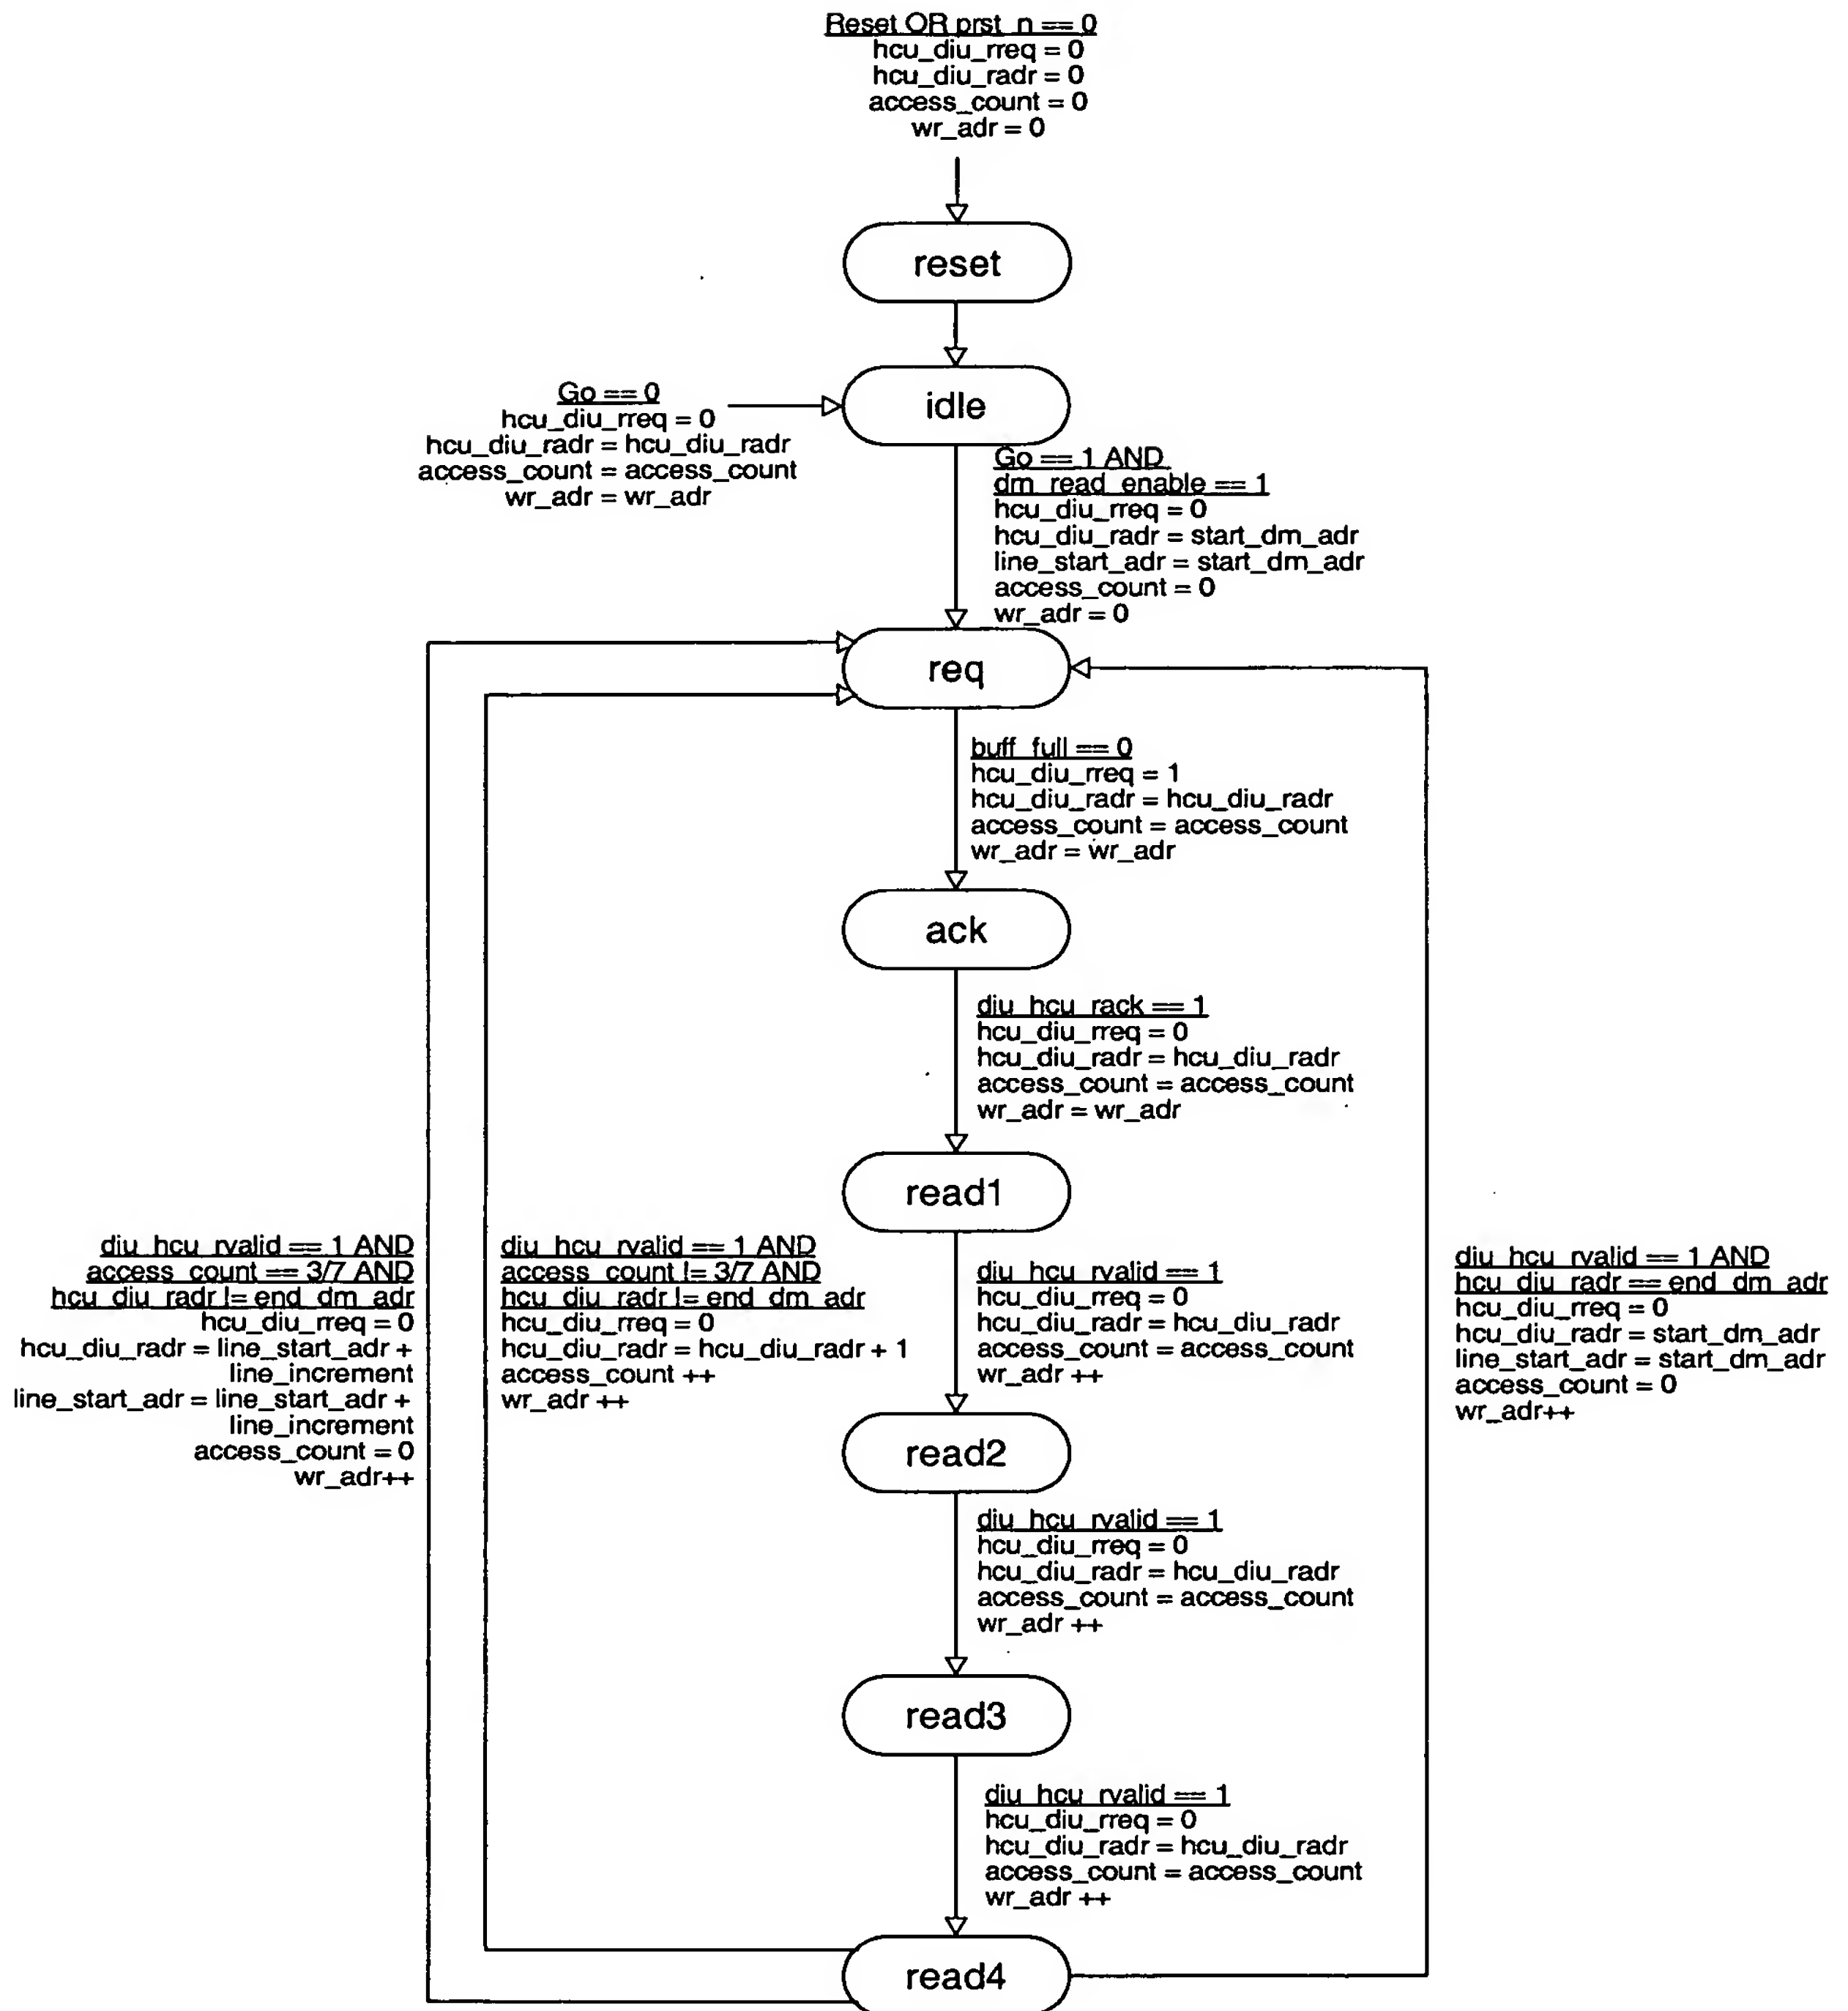 Reset OR prst_n == 0
hcu_diu_rreq = 0
hcu_diu_radr = 0
access_count = 0
wr_adr = 0
reset
idle
Go == 0
hcu_diu_rreq = 0
hcu_diu_radr = hcu_diu_radr
access_count = access_count
wr_adr = wr_adr
Go == 1 AND
dm_read_enable == 1
hcu_diu_rreq = 0
hcu_diu_radr = start_dm_adr
line_start_adr = start_dm_adr
access_count = 0
wr_adr = 0
req
buff_full == 0
hcu_diu_rreq = 1
hcu_diu_radr = hcu_diu_radr
access_count = access_count
wr_adr = wr_adr
ack
diu_hcu_rack == 1
hcu_diu_rreq = 0
hcu_diu_radr = hcu_diu_radr
access_count = access_count
wr_adr = wr_adr
read1
diu_hcu_rvalid == 1 AND
access_count == 3/7 AND
hcu_diu_radr != end_dm_adr
hcu_diu_rreq = 0
hcu_diu_radr = line_start_adr +
line_increment
line_start_adr = line_start_adr +
line_increment
access_count = 0
wr_adr++
diu_hcu_rvalid == 1 AND
access_count != 3/7 AND
hcu_diu_radr != end_dm_adr
hcu_diu_rreq = 0
hcu_diu_radr = hcu_diu_radr + 1
access_count ++
wr_adr ++
diu_hcu_rvalid == 1
hcu_diu_rreq = 0
hcu_diu_radr = hcu_diu_radr
access_count = access_count
wr_adr ++
diu_hcu_rvalid == 1 AND
hcu_diu_radr == end_dm_adr
hcu_diu_rreq = 0
hcu_diu_radr = start_dm_adr
line_start_adr = start_dm_adr
access_count = 0
wr_adr++
read2
diu_hcu_rvalid == 1
hcu_diu_rreq = 0
hcu_diu_radr = hcu_diu_radr
access_count = access_count
wr_adr ++
read3
diu_hcu_rvalid == 1
hcu_diu_rreq = 0
hcu_diu_radr = hcu_diu_radr
access_count = access_count
wr_adr ++
read4